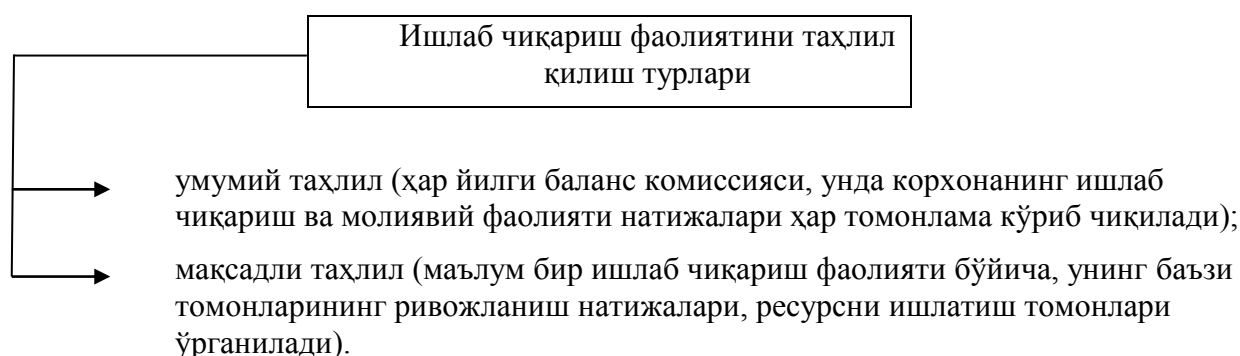 Ишлаб чиқариш фаолиятини таҳлил
қилиш турлари
умумий таҳлил (ҳар йилги баланс комиссияси, унда корхонанинг ишлаб
чиқариш ва молиявий фаолияти натижалари ҳар томонлама кўриб чиқилади);
мақсадли таҳлил (маълум бир ишлаб чиқариш фаолияти бўйича, унинг баъзи
томонларининг ривожланиш натижалари, ресурсни ишлатиш томонлари
ўрганилади).